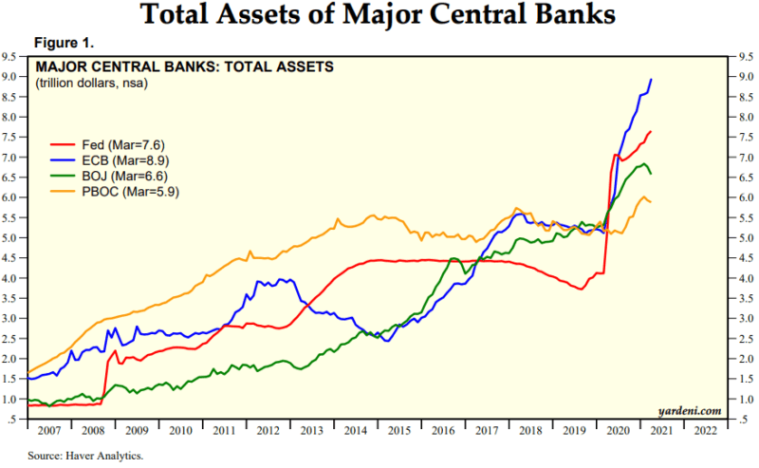 Total Assets of Major Central Banks
Figure 1.
MAJOR CENTRAL BANKS: TOTAL ASSETS
(trillion dollars, nsa)
Fed (Mar=7.6)
ECB (Mar=8.9)
BOJ (Mar=6.6)
PBOC (Mar=5.9)
9.5 9.5
9.0 9.0
8.5 8.5
8.0 8.0
7.5 7.5
7.0 7.0
6.5 6.5
6.0 6.0
5.5 5.5
5.0 5.0
4.5 4.5
4.0 4.0
3.5 3.5
3.0 3.0
2.5 2.5
2.0 2.0
1.5 1.5
1.0 1.0
.5 .5
yardeni.com
2007 2008 2009 2010 2011 2012 2013 2014 2015 2016 2017 2018 2019 2020 2021 2022
Source: Haver Analytics.